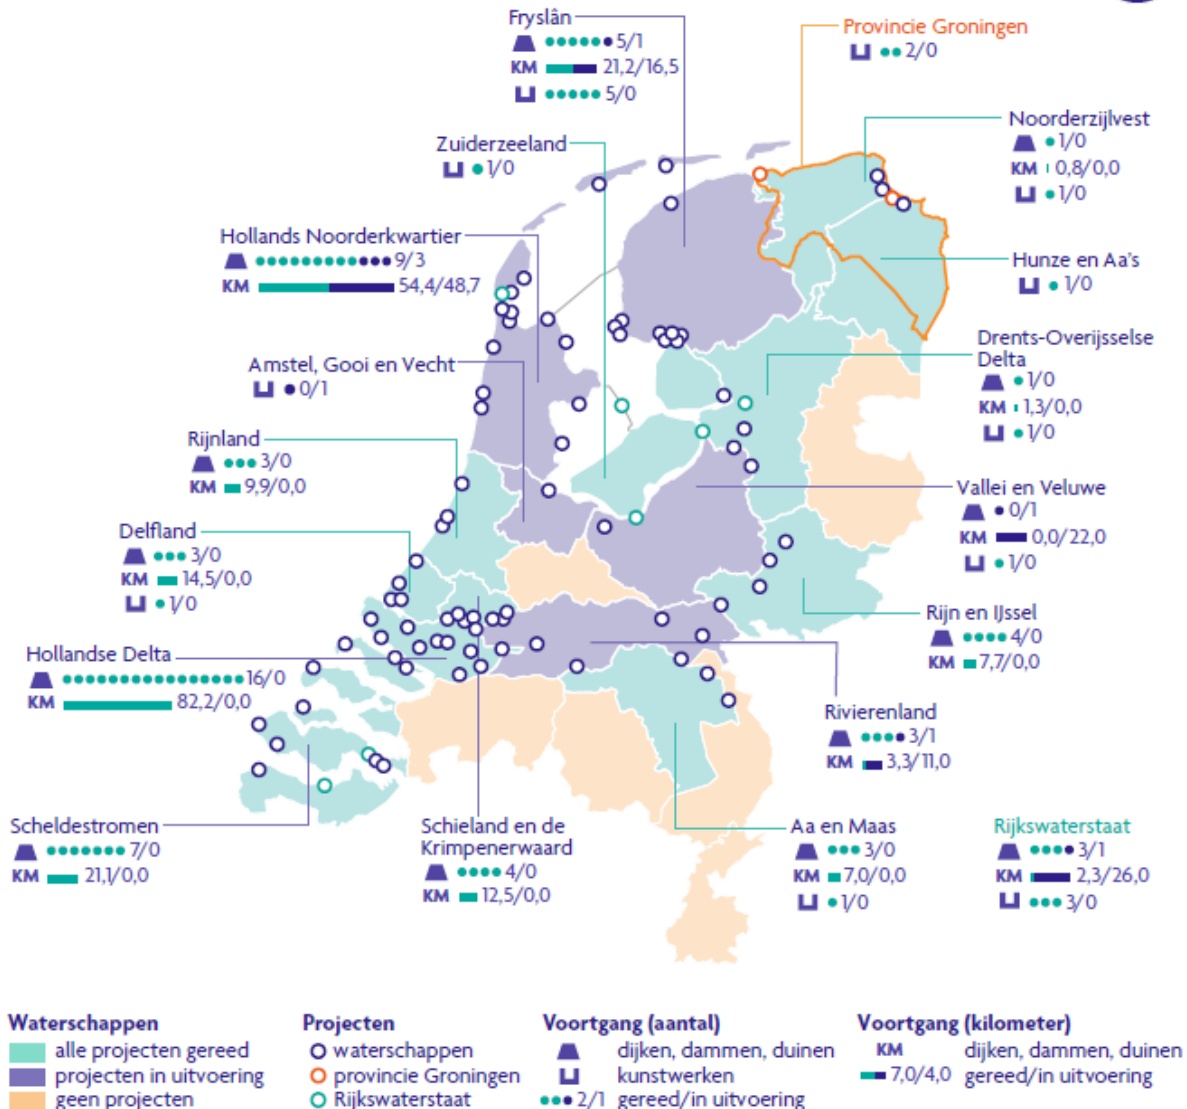 Fryslân
5/1
KM 21,2/16,5
5/0
Provincie Groningen
2/0
Noorderzijlvest
1/0
KM 0,8/0,0
1/0
Zuiderzeeland
1/0
Hollands Noorderkwartier
9/3
KM 54,4/48,7
Hunze en Aa's
1/0
Drents-Overijsselse
Delta
1/0
KM 1,3/0,0
1/0
Amstel, Gooi en Vecht
0/1
Rijnland
3/0
KM 9,9/0,0
Vallei en Veluwe
0/1
KM 0,0/22,0
1/0
Delfland
3/0
KM 14,5/0,0
1/0
Rijn en IJssel
4/0
KM 7,7/0,0
Hollandse Delta
16/0
KM 82,2/0,0
Rivierenland
3/1
KM 3,3/11,0
Scheldestromen
7/0
KM 21,1/0,0
Schieland en de
Krimpenerwaard
4/0
KM 12,5/0,0
Aa en Maas
3/0
KM 7,0/0,0
1/0
Rijkswaterstaat
3/1
KM 2,3/26,0
3/0
Waterschappen
alle projecten gereed
projecten in uitvoering
geen projecten
Projecten
waterschappen
provincie Groningen
Rijkswaterstaat
Voortgang (aantal)
dijken, dammen, duinen
kunstwerken
2/1 gereed/in uitvoering
Voortgang (kilometer)
KM dijken, dammen, duinen
7,0/4,0 gereed/in uitvoering